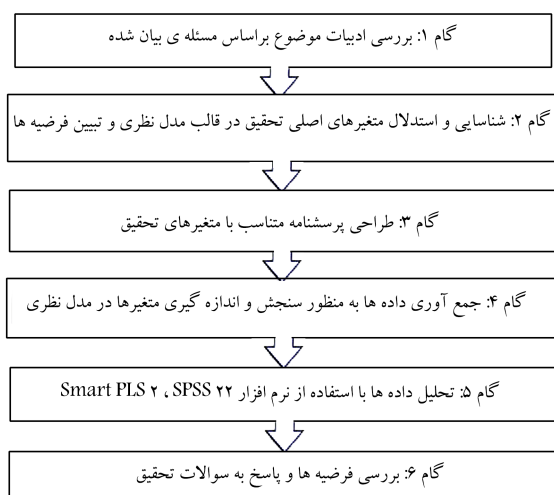 گام ۱: بررسی ادبیات موضوع براساس مسئله ی بیان شده
گام ۲: شناسایی و استدلال متغیرهای اصلی تحقیق در قالب مدل نظری و تبیین فرضیه ها
گام ۳: طراحی پرسشنامه متناسب با متغیرهای تحقیق
گام ۴: جمع آوری داده ها به منظور سنجش و اندازه گیری متغیرها در مدل نظری
گام ۵: تحلیل داده ها با استفاده از نرم افزار Smart PLS ۲ ، SPSS ۲۲
گام ۶: بررسی فرضیه ها و پاسخ به سوالات تحقیق